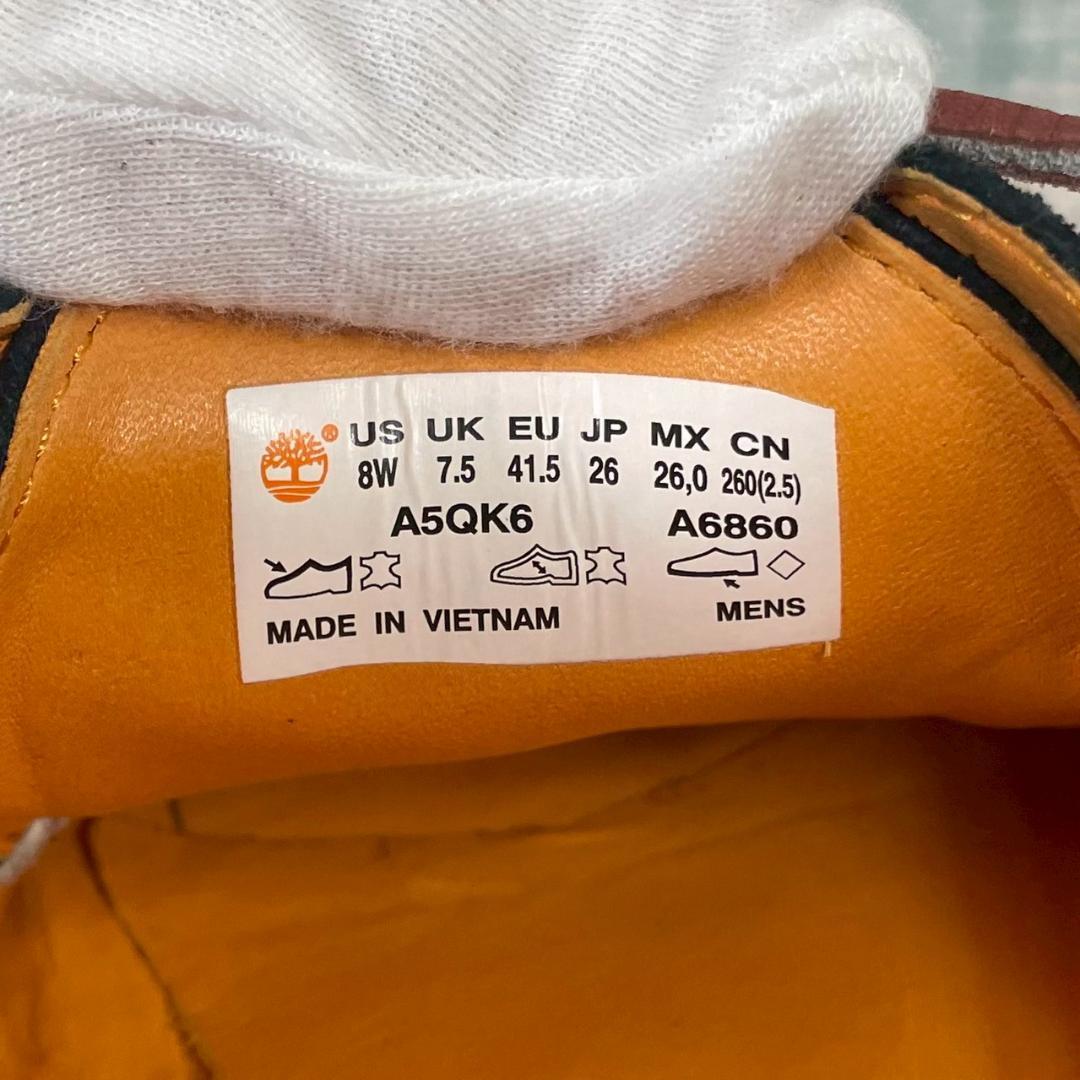 ® US UK EU JP MX CN
8W 7.5 41.5 26 26,0 260(2.5)
A5QK6 A6860
MADE IN VIETNAM MENS